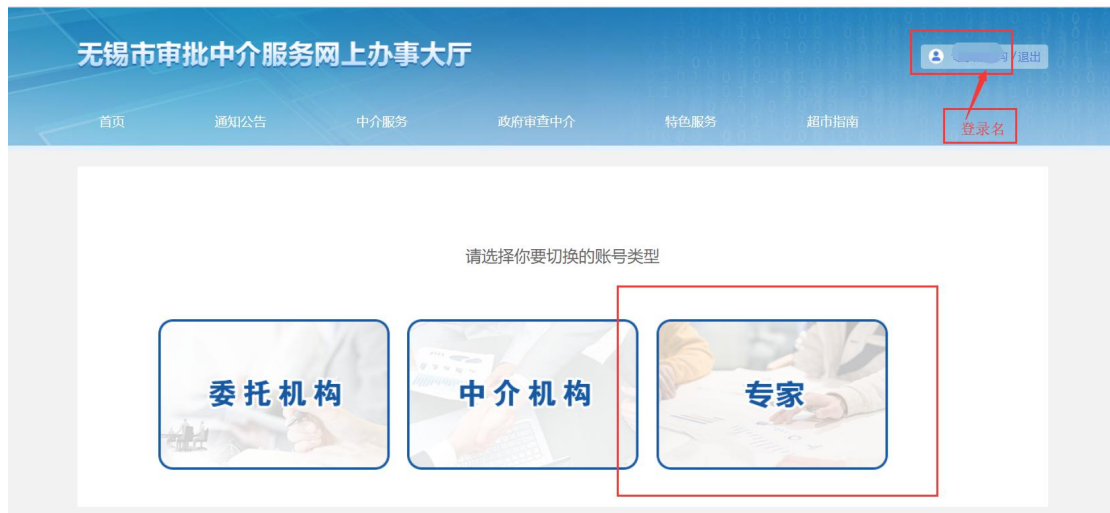 无锡市审批中介服务网上办事大厅
构/退出
首页 通知公告 中介服务 政府审查中介 特色服务 超市指南
登录名
请选择你要切换的账号类型
委托机构 中介机构 专家